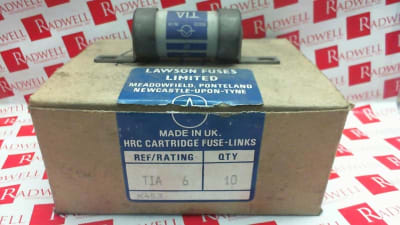 TIA
LAWSON FUSES
LIMITED
MEADOWFIELD, PONTELAND
NEWCASTLE-UPON-TYNE
MADE IN UK.
HRC CARTRIDGE FUSE-LINKS
REF/RATING QTY
TIA 6 10
RADWELL